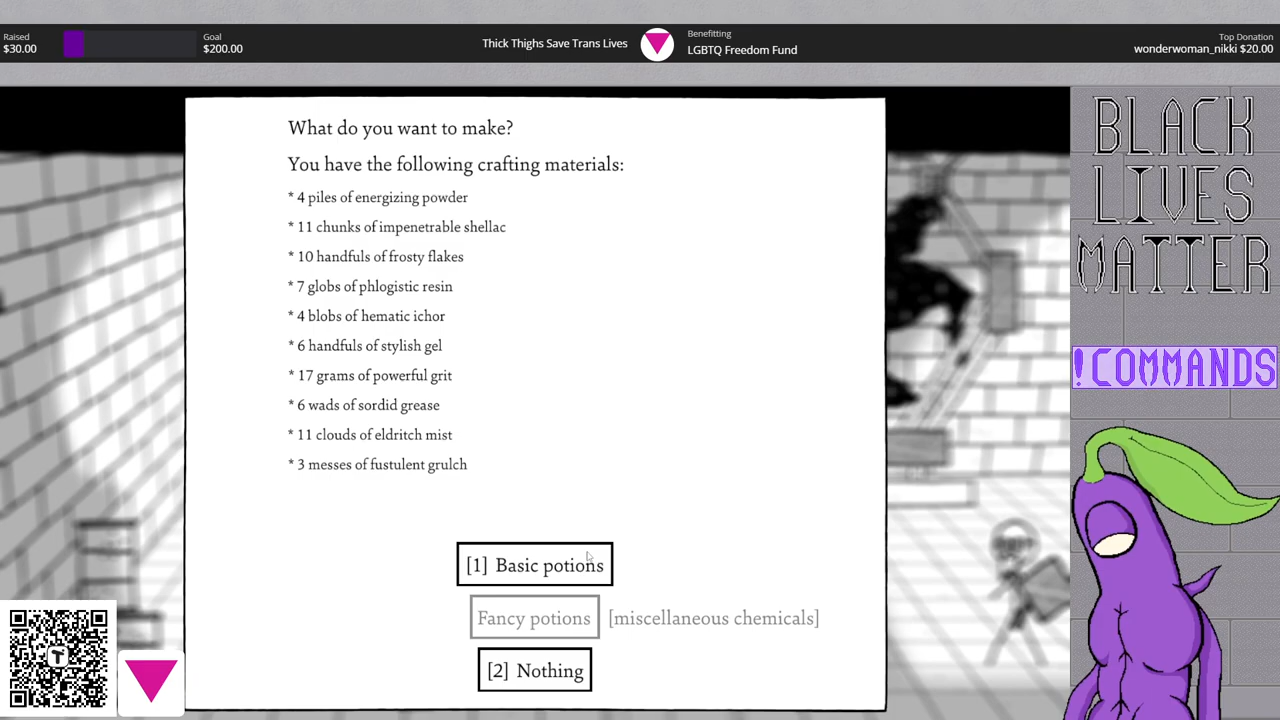 Raised
$30.00
Goal
$200.00
Thick Thighs Save Trans Lives
Benefitting
LGBTQ Freedom Fund
Top Donation
wonderwoman_nikki $20.00
What do you want to make?
You have the following crafting materials:
* 4 piles of energizing powder
* 11 chunks of impenetrable shellac
* 10 handfuls of frosty flakes
* 7 globs of phlogistic resin
* 4 blobs of hematic ichor
* 6 handfuls of stylish gel
* 17 grams of powerful grit
* 6 wads of sordid grease
* 11 clouds of eldritch mist
* 3 messes of fustulent grulch
[1] Basic potions
Fancy potions [miscellaneous chemicals]
[2] Nothing
BLACK
LIVES
MATTER
!COMMANDS
T